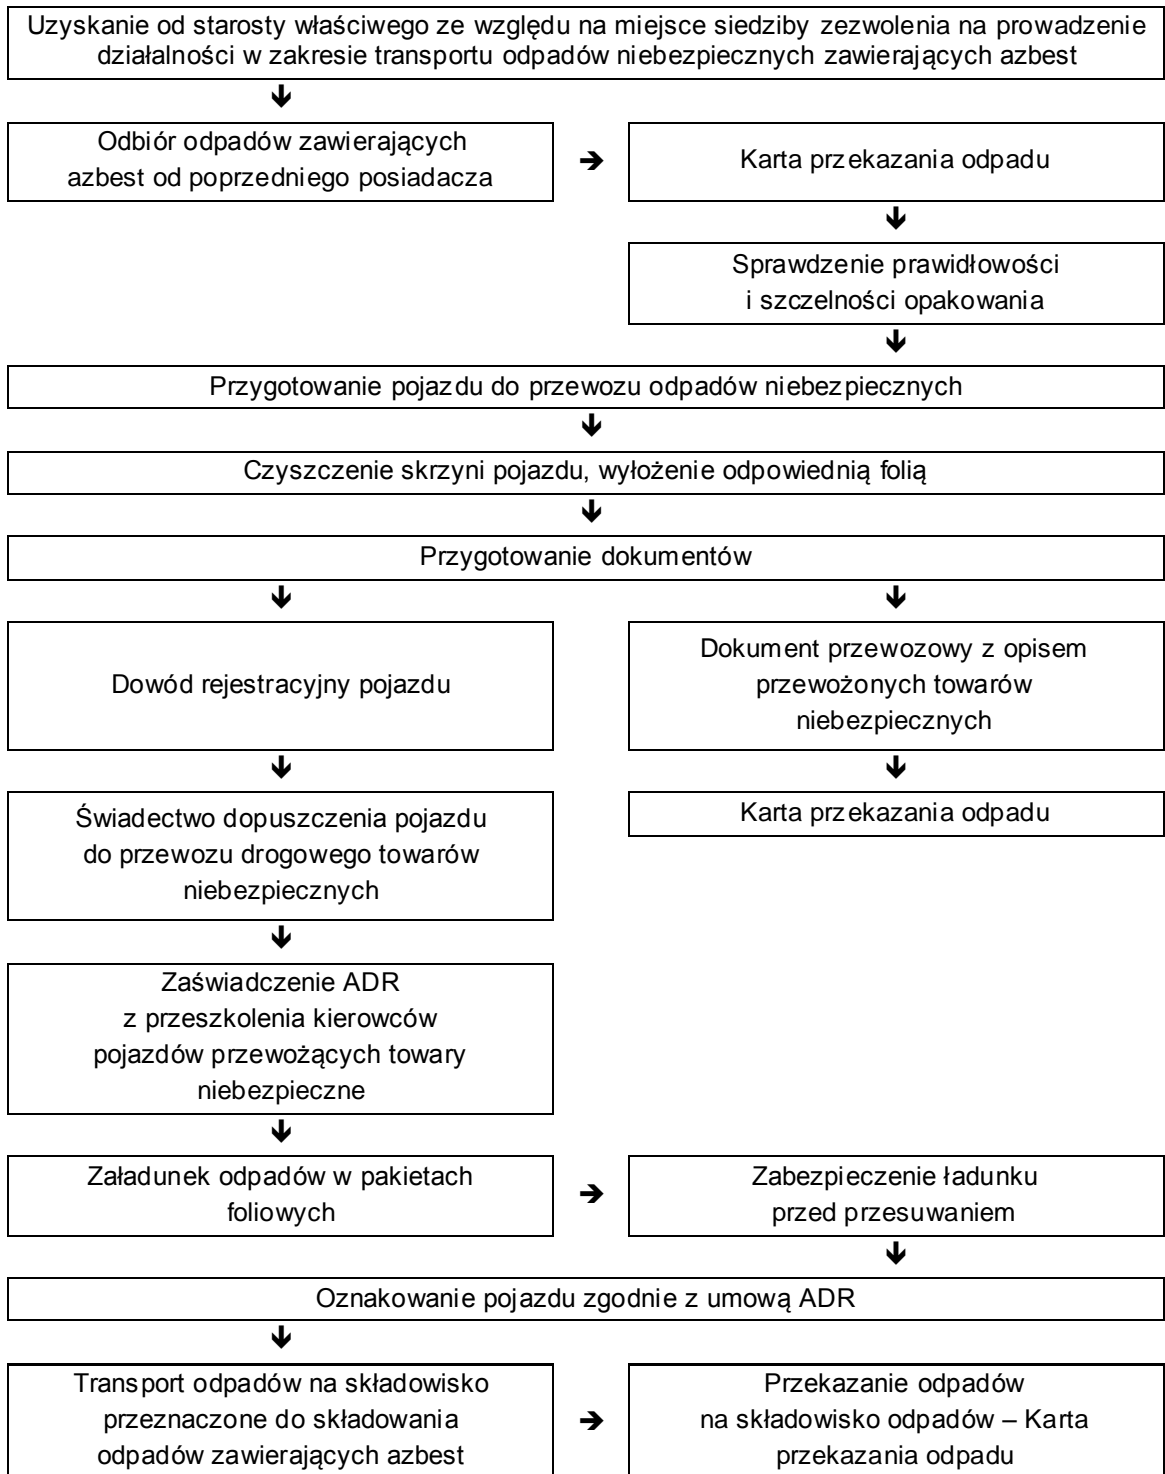 Uzyskanie od starosty właściwego ze względu na miejsce siedziby zezwolenia na prowadzenie
działalności w zakresie transportu odpadów niebezpiecznych zawierających azbest
Odbiór odpadów zawierających
azbest od poprzedniego posiadacza
Karta przekazania odpadu
Sprawdzenie prawidłowości
i szczelności opakowania
Przygotowanie pojazdu do przewozu odpadów niebezpiecznych
Czyszczenie skrzyni pojazdu, wyłożenie odpowiednią folią
Przygotowanie dokumentów
Dowód rejestracyjny pojazdu
Dokument przewozowy z opisem
przewożonych towarów
niebezpiecznych
Świadectwo dopuszczenia pojazdu
do przewozu drogowego towarów
niebezpiecznych
Karta przekazania odpadu
Zaświadczenie ADR
z przeszkolenia kierowców
pojazdów przewożących towary
niebezpieczne
Załadunek odpadów w pakietach
foliowych
Zabezpieczenie ładunku
przed przesuwaniem
Oznakowanie pojazdu zgodnie z umową ADR
Transport odpadów na składowisko
przeznaczone do składowania
odpadów zawierających azbest
Przekazanie odpadów
na składowisko odpadów – Karta
przekazania odpadu